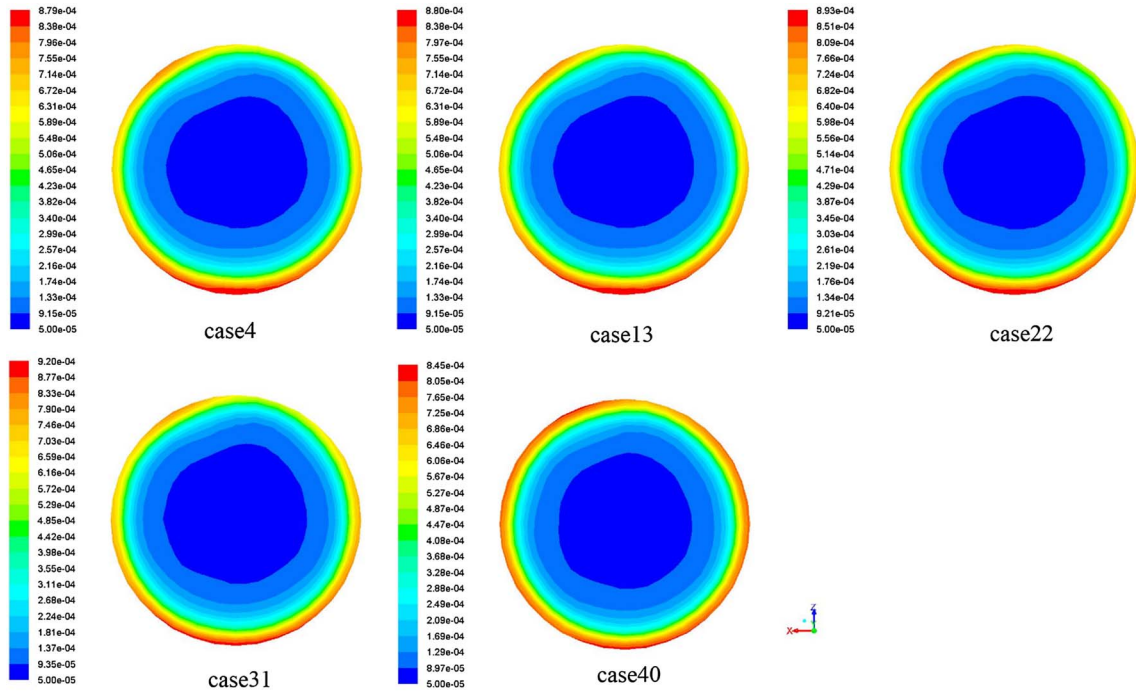 8.79e-04
8.38e-04
7.96e-04
7.55e-04
7.14e-04
6.72e-04
6.31e-04
5.89e-04
5.48e-04
5.06e-04
4.65e-04
4.23e-04
3.82e-04
3.40e-04
2.99e-04
2.57e-04
2.16e-04
1.74e-04
1.33e-04
9.15e-05
5.00e-05
case4
8.80e-04
8.38e-04
7.97e-04
7.55e-04
7.14e-04
6.72e-04
6.31e-04
5.89e-04
5.48e-04
5.06e-04
4.65e-04
4.23e-04
3.82e-04
3.40e-04
2.99e-04
2.57e-04
2.16e-04
1.74e-04
1.33e-04
9.15e-05
5.00e-05
case13
8.93e-04
8.51e-04
8.09e-04
7.66e-04
7.24e-04
6.82e-04
6.40e-04
5.98e-04
5.56e-04
5.14e-04
4.71e-04
4.29e-04
3.87e-04
3.45e-04
3.03e-04
2.61e-04
2.19e-04
1.76e-04
1.34e-04
9.21e-05
5.00e-05
case22
9.20e-04
8.77e-04
8.33e-04
7.90e-04
7.46e-04
7.03e-04
6.59e-04
6.16e-04
5.72e-04
5.29e-04
4.85e-04
4.42e-04
3.98e-04
3.55e-04
3.11e-04
2.68e-04
2.24e-04
1.81e-04
1.37e-04
9.35e-05
5.00e-05
case31
8.45e-04
8.05e-04
7.65e-04
7.25e-04
6.86e-04
6.46e-04
6.06e-04
5.67e-04
5.27e-04
4.87e-04
4.47e-04
4.08e-04
3.68e-04
3.28e-04
2.88e-04
2.49e-04
2.09e-04
1.69e-04
1.29e-04
8.97e-05
5.00e-05
case40
Z
X